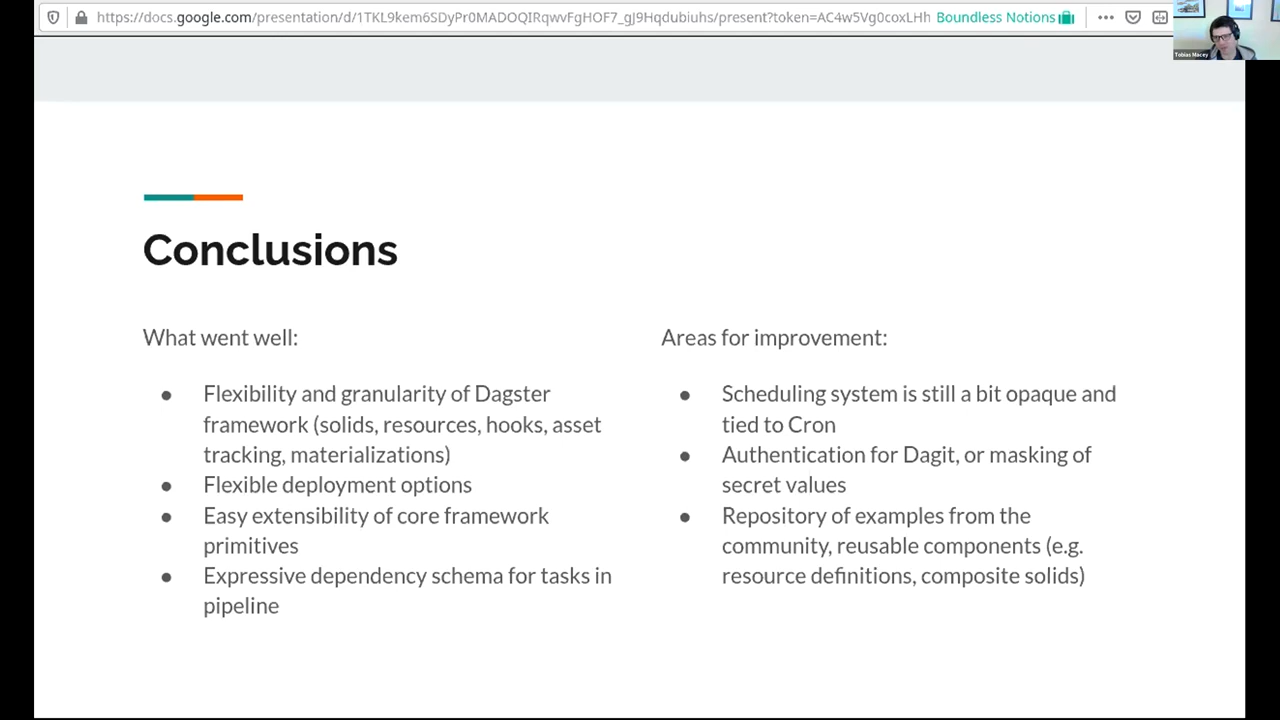 https://docs.google.com/presentation/d/1TKL9kem6SDyPr0MADOQIRqwvFgHOF7_gJ9Hqdubiuhs/present?token=AC4w5Vg0coxLHh
Boundless Notions
Tobias Macey
Conclusions
What went well:
● Flexibility and granularity of Dagster
framework (solids, resources, hooks, asset
tracking, materializations)
● Flexible deployment options
● Easy extensibility of core framework
primitives
● Expressive dependency schema for tasks in
pipeline
Areas for improvement:
● Scheduling system is still a bit opaque and
tied to Cron
● Authentication for Dagit, or masking of
secret values
● Repository of examples from the
community, reusable components (e.g.
resource definitions, composite solids)